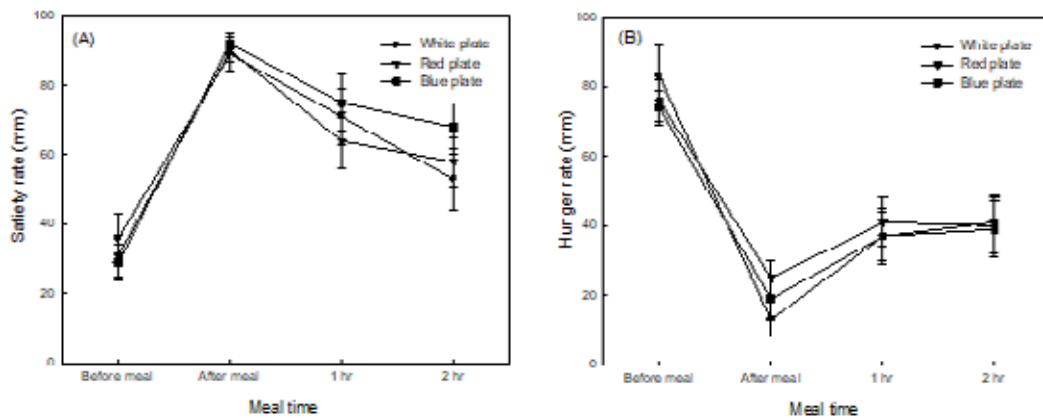 (A)
White plate
Red plate
Blue plate
Satiety rate (mm)
100
80
60
40
20
0
Before meal
After meal
1 hr
2 hr
Meal time
(B)
White plate
Red plate
Blue plate
Hunger rate (mm)
100
80
60
40
20
0
Before meal
After meal
1 hr
2 hr
Meal time